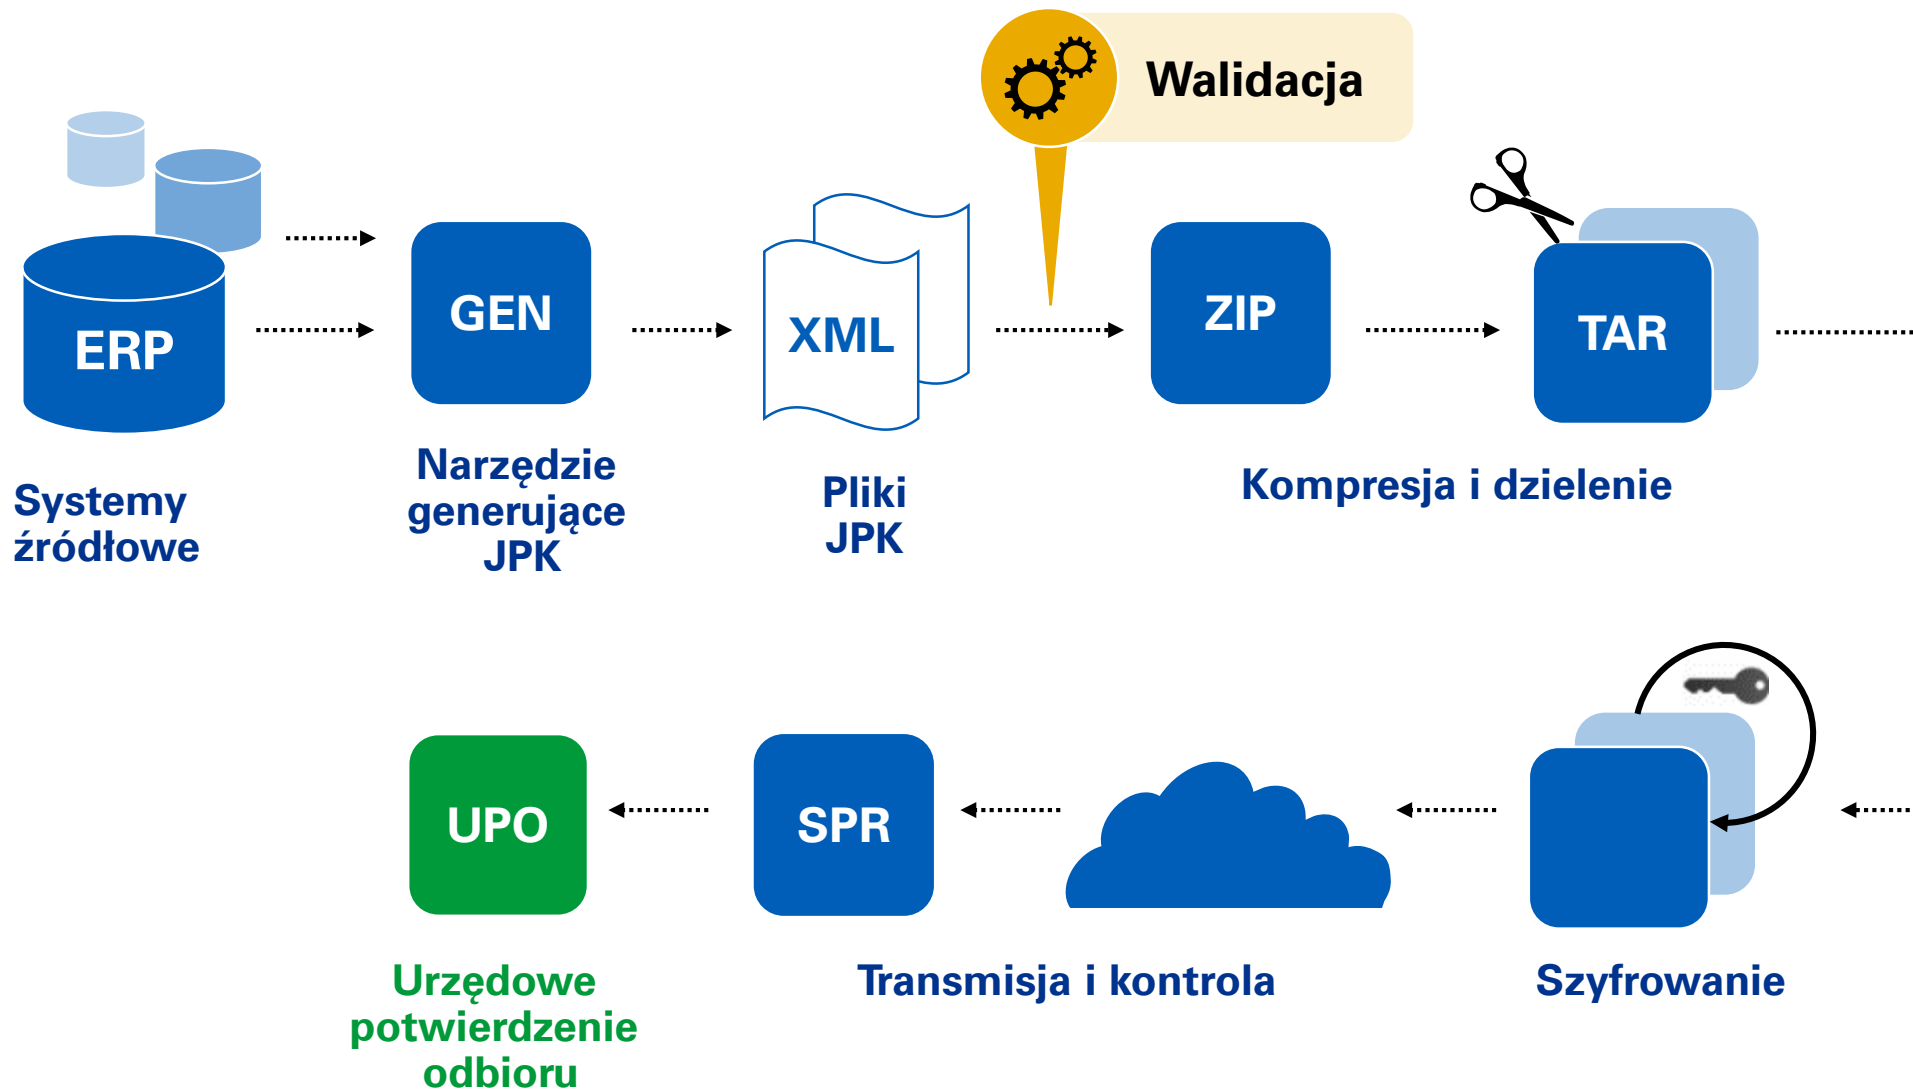 Walidacja
ERP
GEN
XML
ZIP
TAR
Systemy
źródłowe
Narzędzie
generujące
JPK
Pliki
JPK
Kompresja i dzielenie
UPO
SPR
Urzędowe
potwierdzenie
odbioru
Transmisja i kontrola
Szyfrowanie